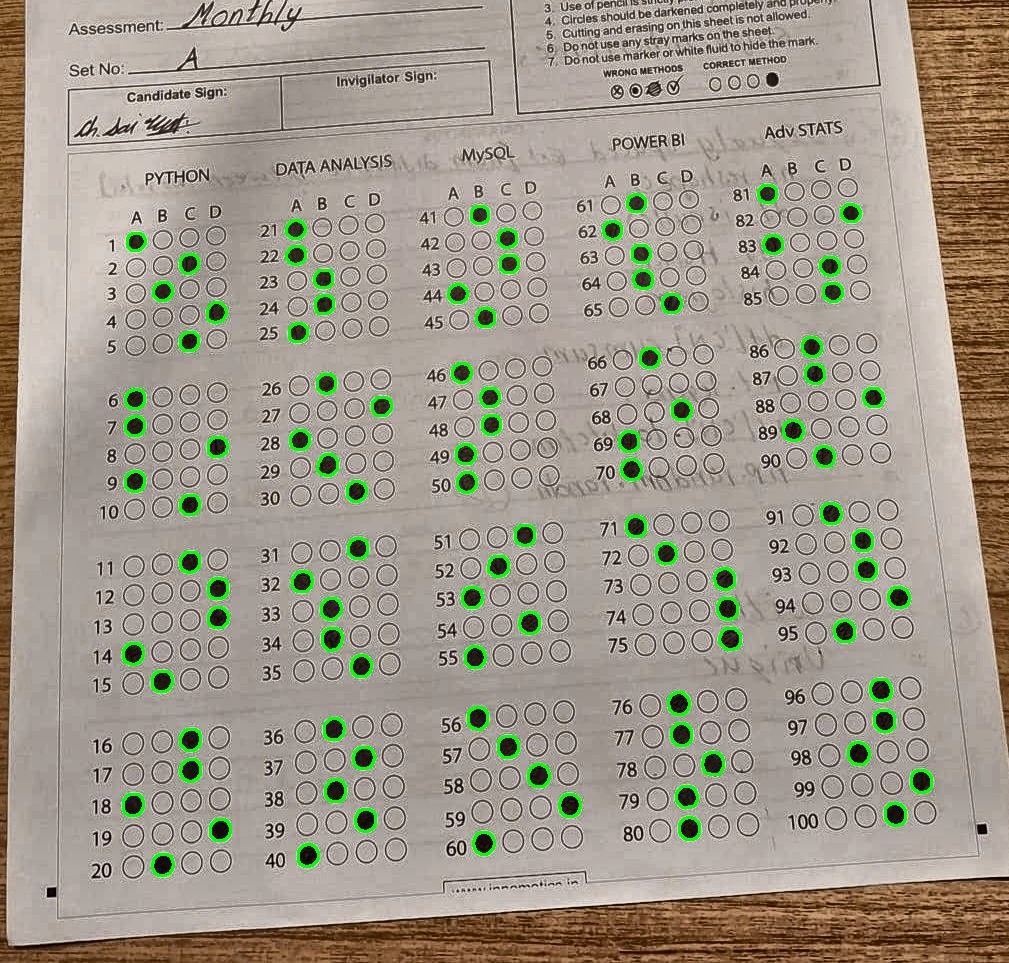 Assessment: Monthly
Set No: A
Candidate Sign:
Invigilator Sign:
3. Use of pencil is strictly
4. Circles should be darkened completely and properly.
5. Cutting and erasing on this sheet is not allowed.
6. Do not use any stray marks on the sheet.
7. Do not use marker or white fluid to hide the mark.
WRONG METHODS CORRECT METHOD
PYTHON DATA ANALYSIS MySQL POWER BI Adv STATS
A B C D A B C D A B C D A B C D A B C D
1 21 41 61 81
2 22 42 62 82
3 23 43 63 83
4 24 44 64 84
5 25 45 65 85
6 26 46 66 86
7 27 47 67 87
8 28 48 68 88
9 29 49 69 89
10 30 50 70 90
11 31 51 71 91
12 32 52 72 92
13 33 53 73 93
14 34 54 74 94
15 35 55 75 95
16 36 56 76 96
17 37 57 77 97
18 38 58 78 98
19 39 59 79 99
20 40 60 80 100